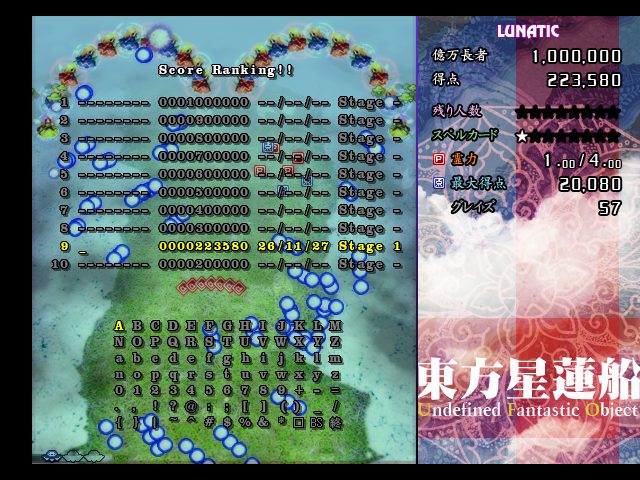 LUNATIC
億万長者 1,000,000
得点 223,580
残り人数
スペルカード
P 霊力 1.00/4.00
最大得点 20,080
グレイズ 57
Score Ranking!!
1 -------- 0001000000 --/--/-- Stage -
2 -------- 0000900000 --/--/-- Stage -
3 -------- 0000800000 --/--/-- Stage -
4 -------- 0000700000 --/--/-- Stage -
5 -------- 0000600000 --/--/-- Stage -
6 -------- 0000500000 --/--/-- Stage -
7 -------- 0000400000 --/--/-- Stage -
8 -------- 0000300000 --/--/-- Stage -
9 _ 0000223580 26/11/27 Stage 1
10 -------- 0000200000 --/--/-- Stage -
A B C D E F G H I J K L M
N O P Q R S T U V W X Y Z
a b c d e f g h i j k l m
n o p q r s t u v w x y z
0 1 2 3 4 5 6 7 8 9 + - =
. , ! ? @ : ; [ ] ( ) _ /
{ } | ~ ^ # $ % & * □ BS 終
東方星蓮船
Undefined Fantastic Object